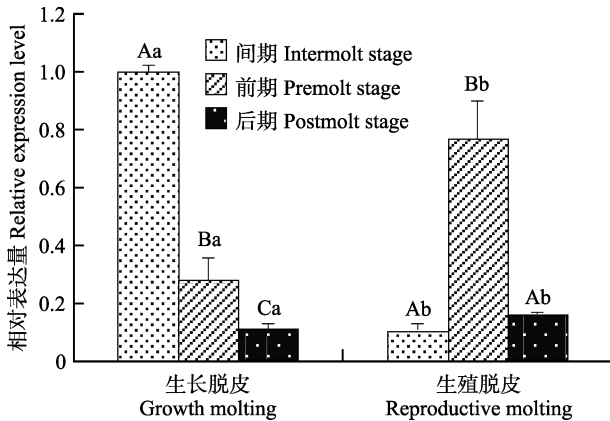 相对表达量 Relative expression level
1.2
1.0
0.8
0.6
0.4
0.2
0
间期 Intermolt stage
前期 Premolt stage
后期 Postmolt stage
Aa
Ba
Ca
Ab
Bb
Ab
生长脱皮
Growth molting
生殖脱皮
Reproductive molting